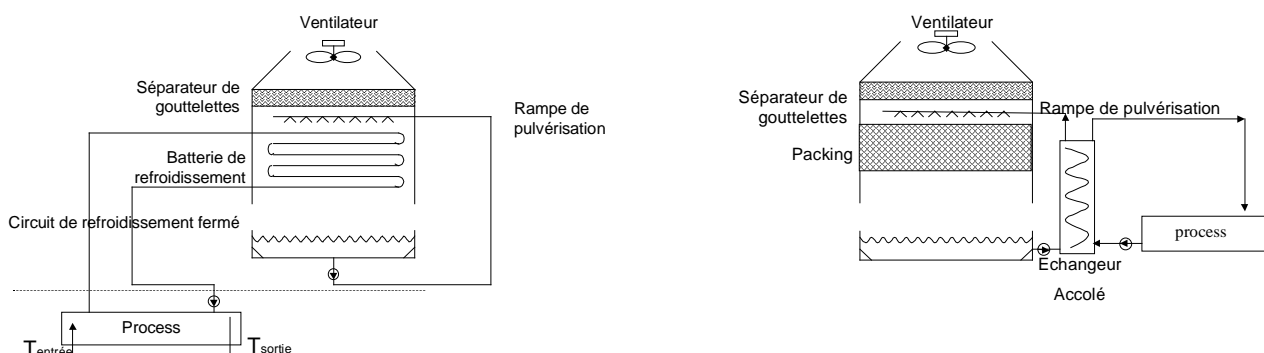 Ventilateur
Séparateur de
gouttelettes
Rampe de
pulvérisation
Batterie de
refroidissement
Circuit de refroidissement fermé
Process
Tentrée
Tsortie
Ventilateur
Séparateur de
gouttelettes
Rampe de pulvérisation
Packing
process
Echangeur
Accolé